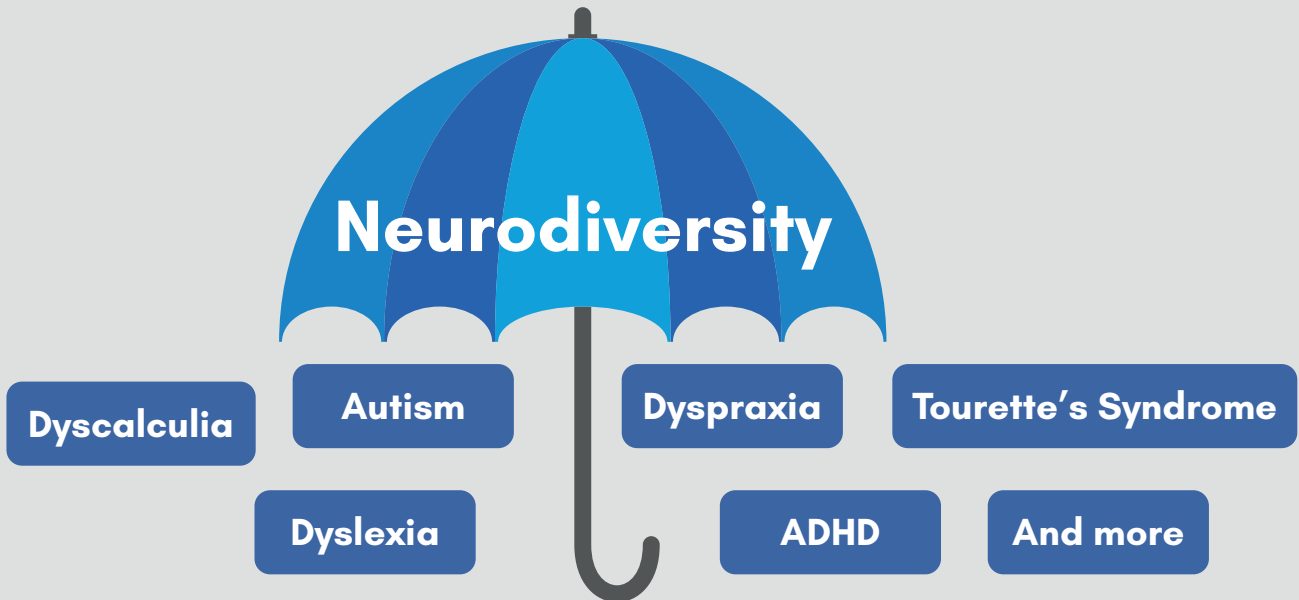 Neurodiversity
Dyscalculia
Autism
Dyspraxia
Tourette’s Syndrome
Dyslexia
ADHD
And more